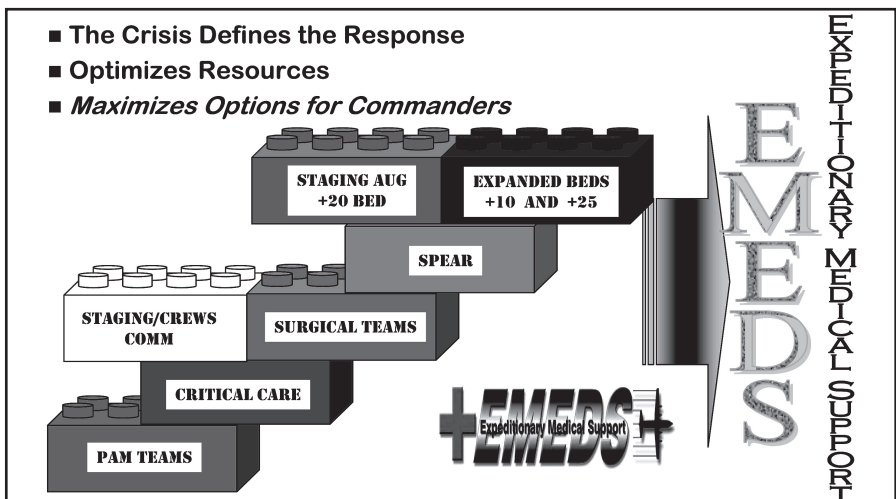 ■ The Crisis Defines the Response
■ Optimizes Resources
■ Maximizes Options for Commanders
STAGING AUG
+20 BED
EXPANDED BEDS
+10 AND +25
SPEAR
STAGING/CREWS
COMM
SURGICAL TEAMS
CRITICAL CARE
PAM TEAMS
EMEDS
Expeditionary Medical Support
EMEDS
EXPEDITIONARY MEDICAL SUPPORT